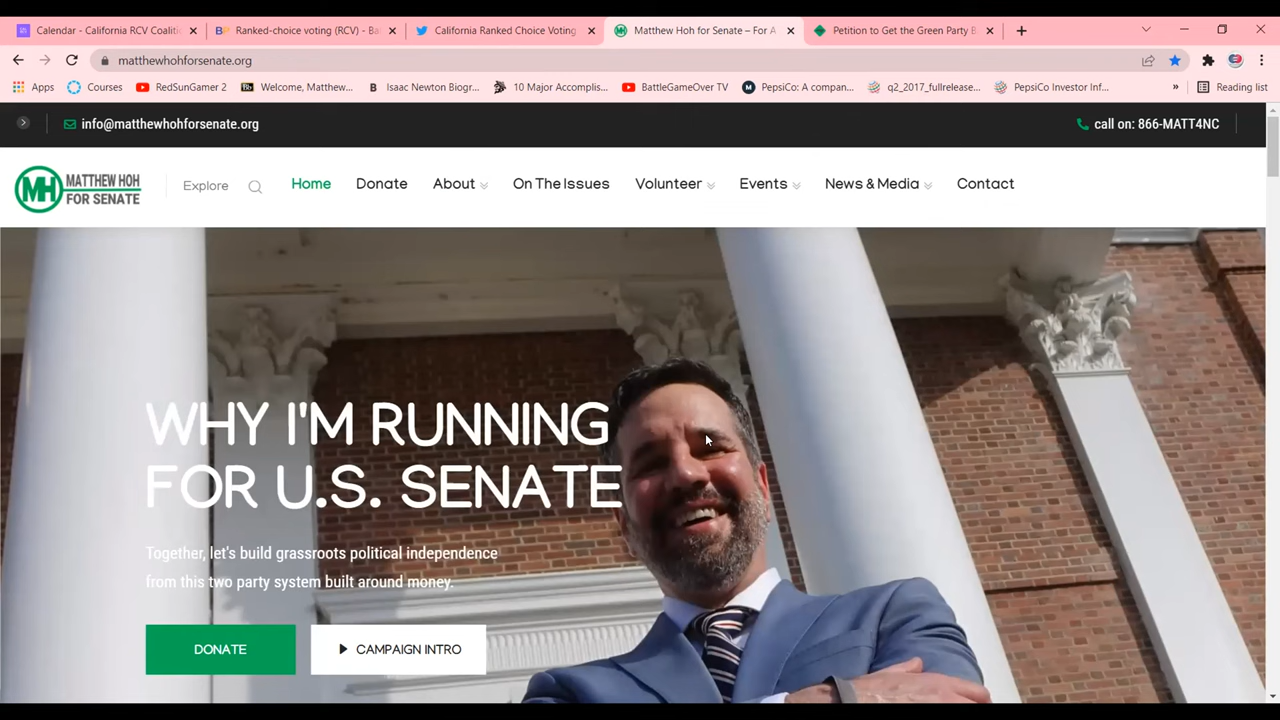 Calendar - California RCV Coaliti
Ranked-choice voting (RCV) - Ba
California Ranked Choice Voting
Matthew Hoh for Senate – For A
Petition to Get the Green Party B
matthewhohforsenate.org
Apps
Courses
RedSunGamer 2
Welcome, Matthew...
Isaac Newton Biogr...
10 Major Accomplis...
BattleGameOver TV
PepsiCo: A compan...
q2_2017_fullrelease...
PepsiCo Investor Inf...
Reading list
info@matthewhohforsenate.org
call on: 866-MATT4NC
MH
MATTHEW HOH
FOR SENATE
Explore
Home
Donate
About
On The Issues
Volunteer
Events
News & Media
Contact
WHY I'M RUNNING
FOR U.S. SENATE
Together, let's build grassroots political independence
from this two party system built around money.
DONATE
CAMPAIGN INTRO